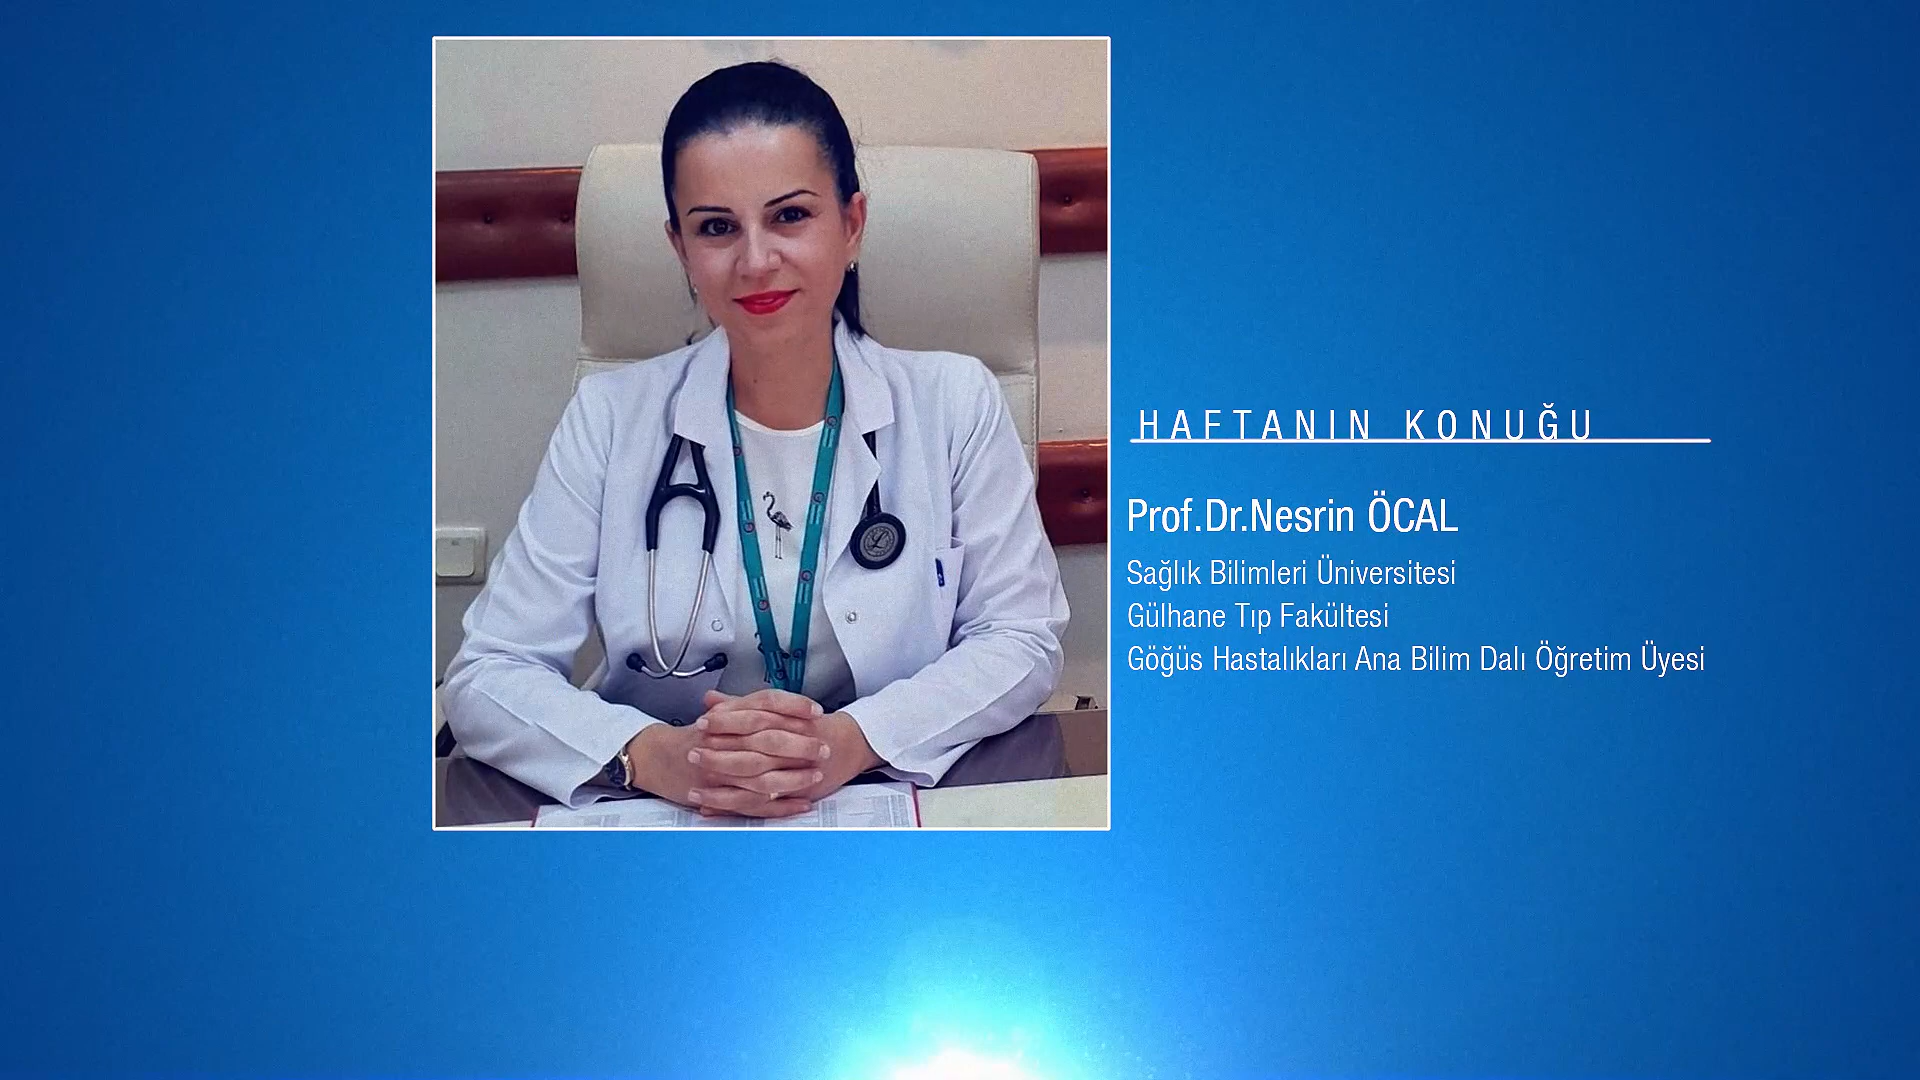 HAFTANIN KONUĞU
Prof.Dr.Nesrin ÖCAL
Sağlık Bilimleri Üniversitesi
Gülhane Tıp Fakültesi
Göğüs Hastalıkları Ana Bilim Dalı Öğretim Üyesi